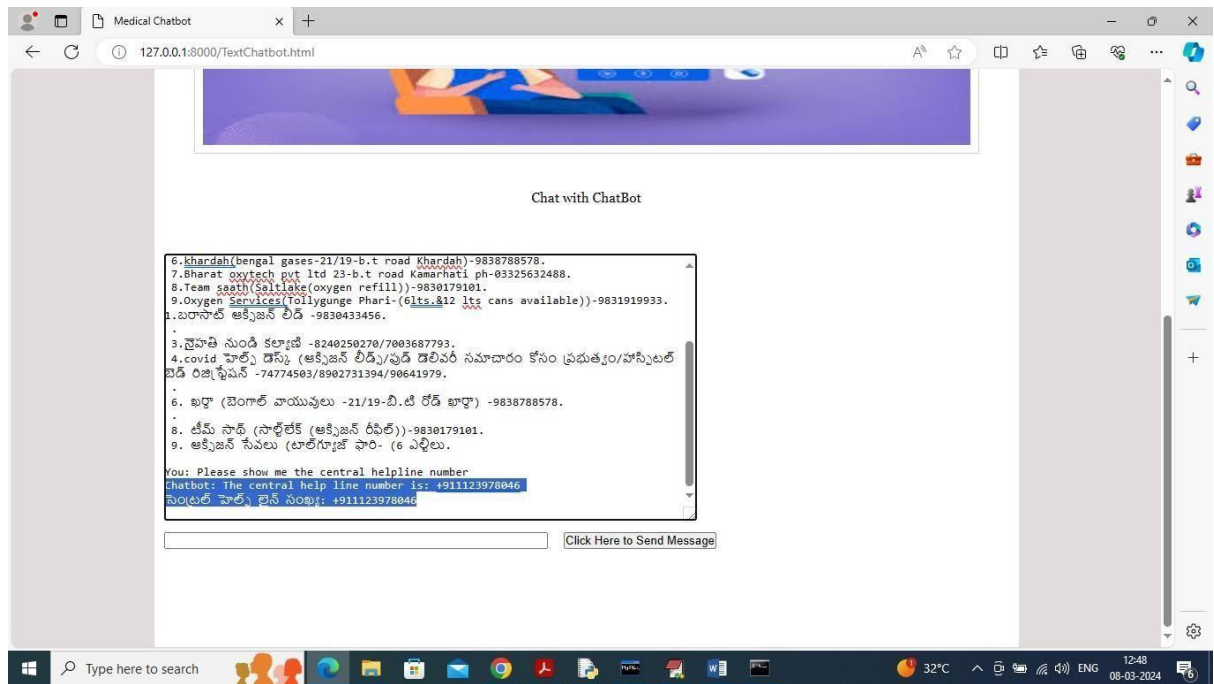 Medical Chatbot
127.0.0.1:8000/TextChatbot.html
Chat with ChatBot
6.khardah(bengal gases-21/19-b.t road Khardah)-9838788578.
7.Bharat oxytech pvt ltd 23-b.t road Kamarhati ph-03325632488.
8.Team saath(Saltlake(oxygen refill))-9830179101.
9.Oxygen Services(Tollygunge Phari-(6lts.&12 lts cans available))-9831919933.
1.బరాసాట్ ఆక్సిజన్ లీడ్ -9830433456.
.
3.నైహతి నుండి కల్యాణి -8240250270/7003687793.
4.covid హెల్ప్ డెస్క్ (ఆక్సిజన్ లీడ్స్/ఫుడ్ డెలివరీ సమాచారం కోసం ప్రభుత్వం/హాస్పిటల్
బెడ్ రిజిస్ట్రేషన్ -74774503/8902731394/90641979.
.
6. ఖర్దా (బెంగాల్ వాయువులు -21/19-బి.టి రోడ్ ఖార్దా) -9838788578.
.
8. టీమ్ సాథ్ (సాల్ట్‌లేక్ (ఆక్సిజన్ రీఫిల్))-9830179101.
9. ఆక్సిజన్ సేవలు (టాల్‌గ్యూంజ్ ఫారి- (6 ఎల్టిలు.
You: Please show me the central helpline number
Chatbot: The central help line number is: +911123978046
సెంట్రల్ హెల్ప్ లైన్ సంఖ్య: +911123978046
Click Here to Send Message
Type here to search
32°C
ENG
12:48
08-03-2024